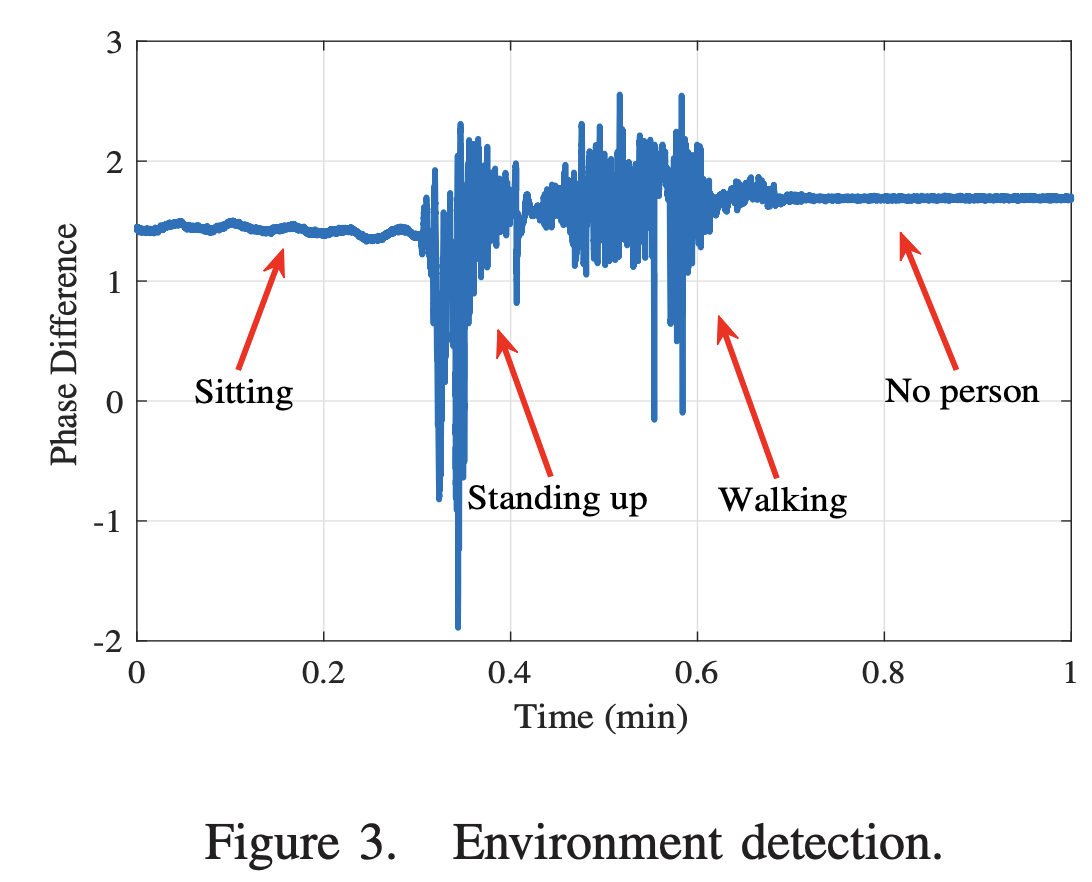 3
2
1
0
-1
-2
Phase Difference
Sitting
Standing up
Walking
No person
0 0.2 0.4 0.6 0.8 1
Time (min)
Figure 3. Environment detection.